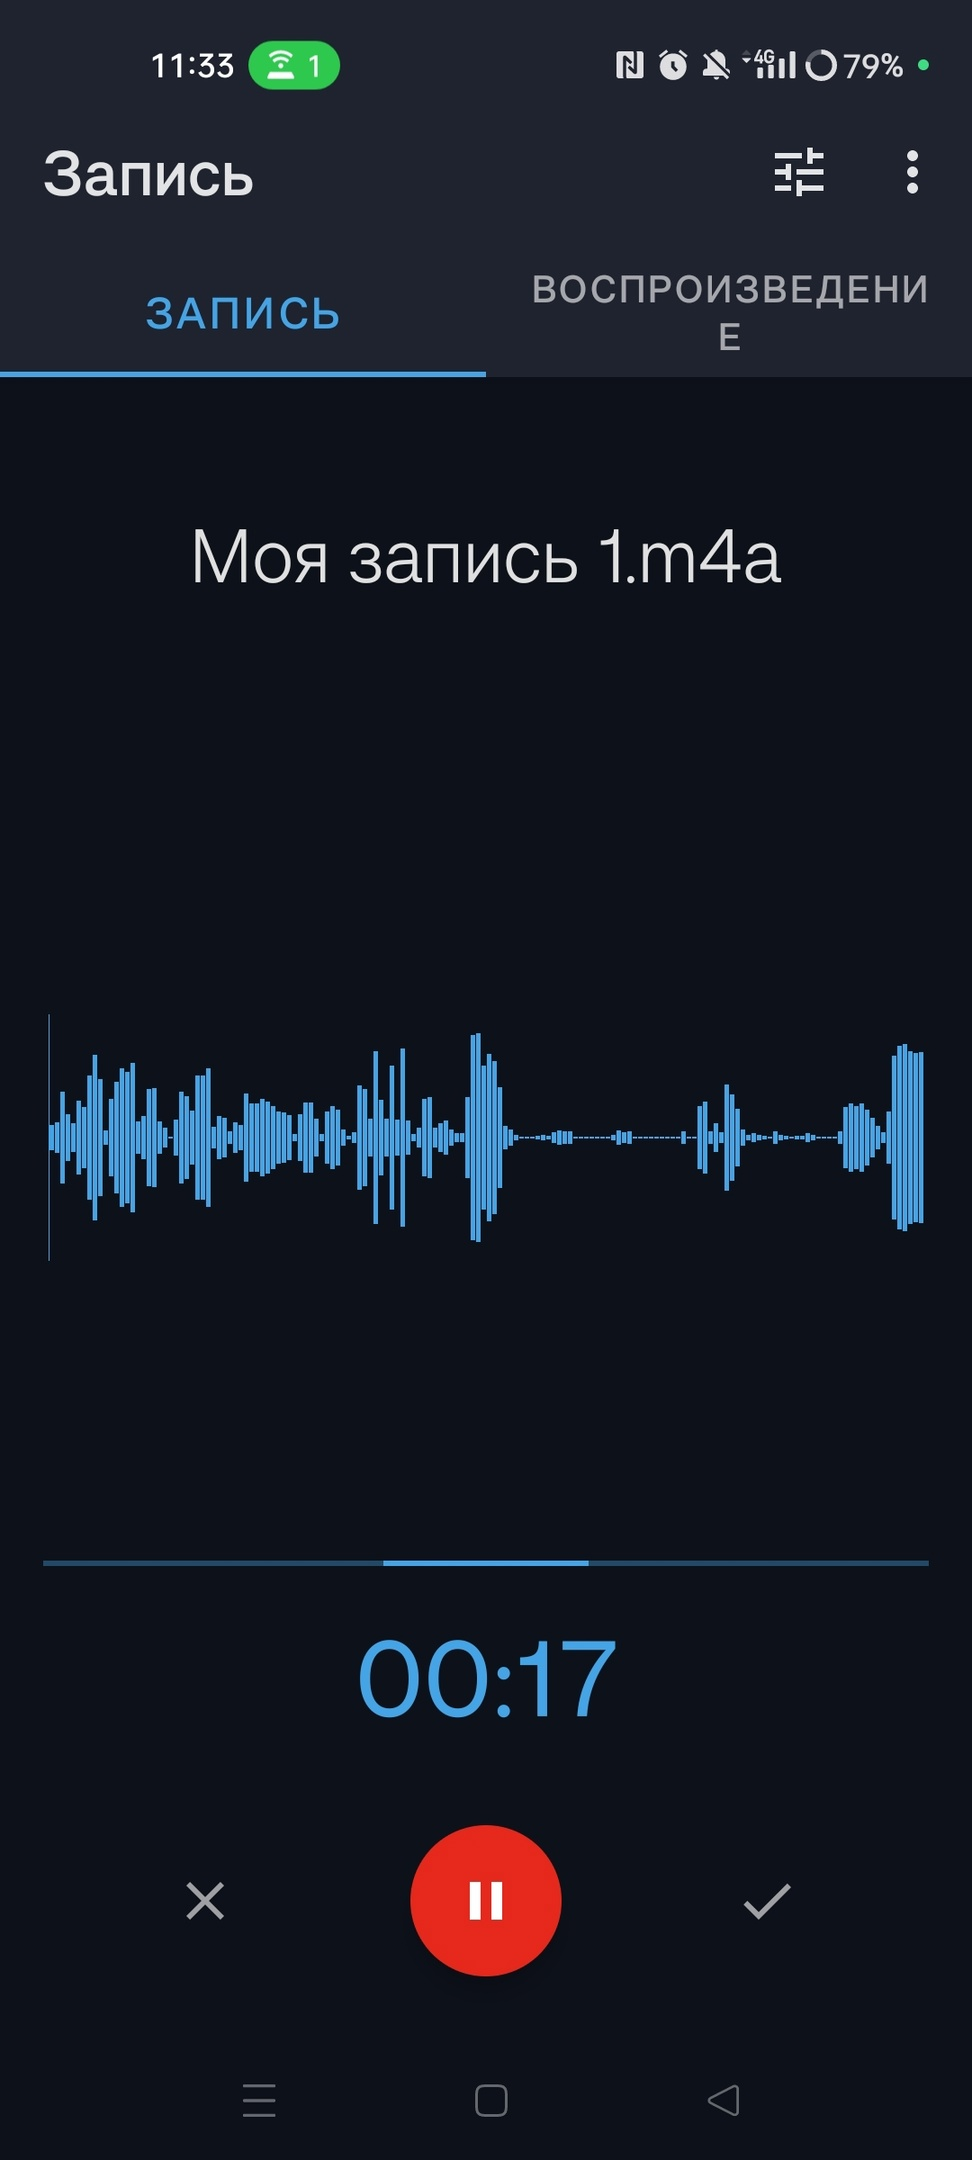 11:33
1
4G
79%
Запись
ЗАПИСЬ
ВОСПРОИЗВЕДЕНИ
Е
Моя запись 1.m4a
00:17